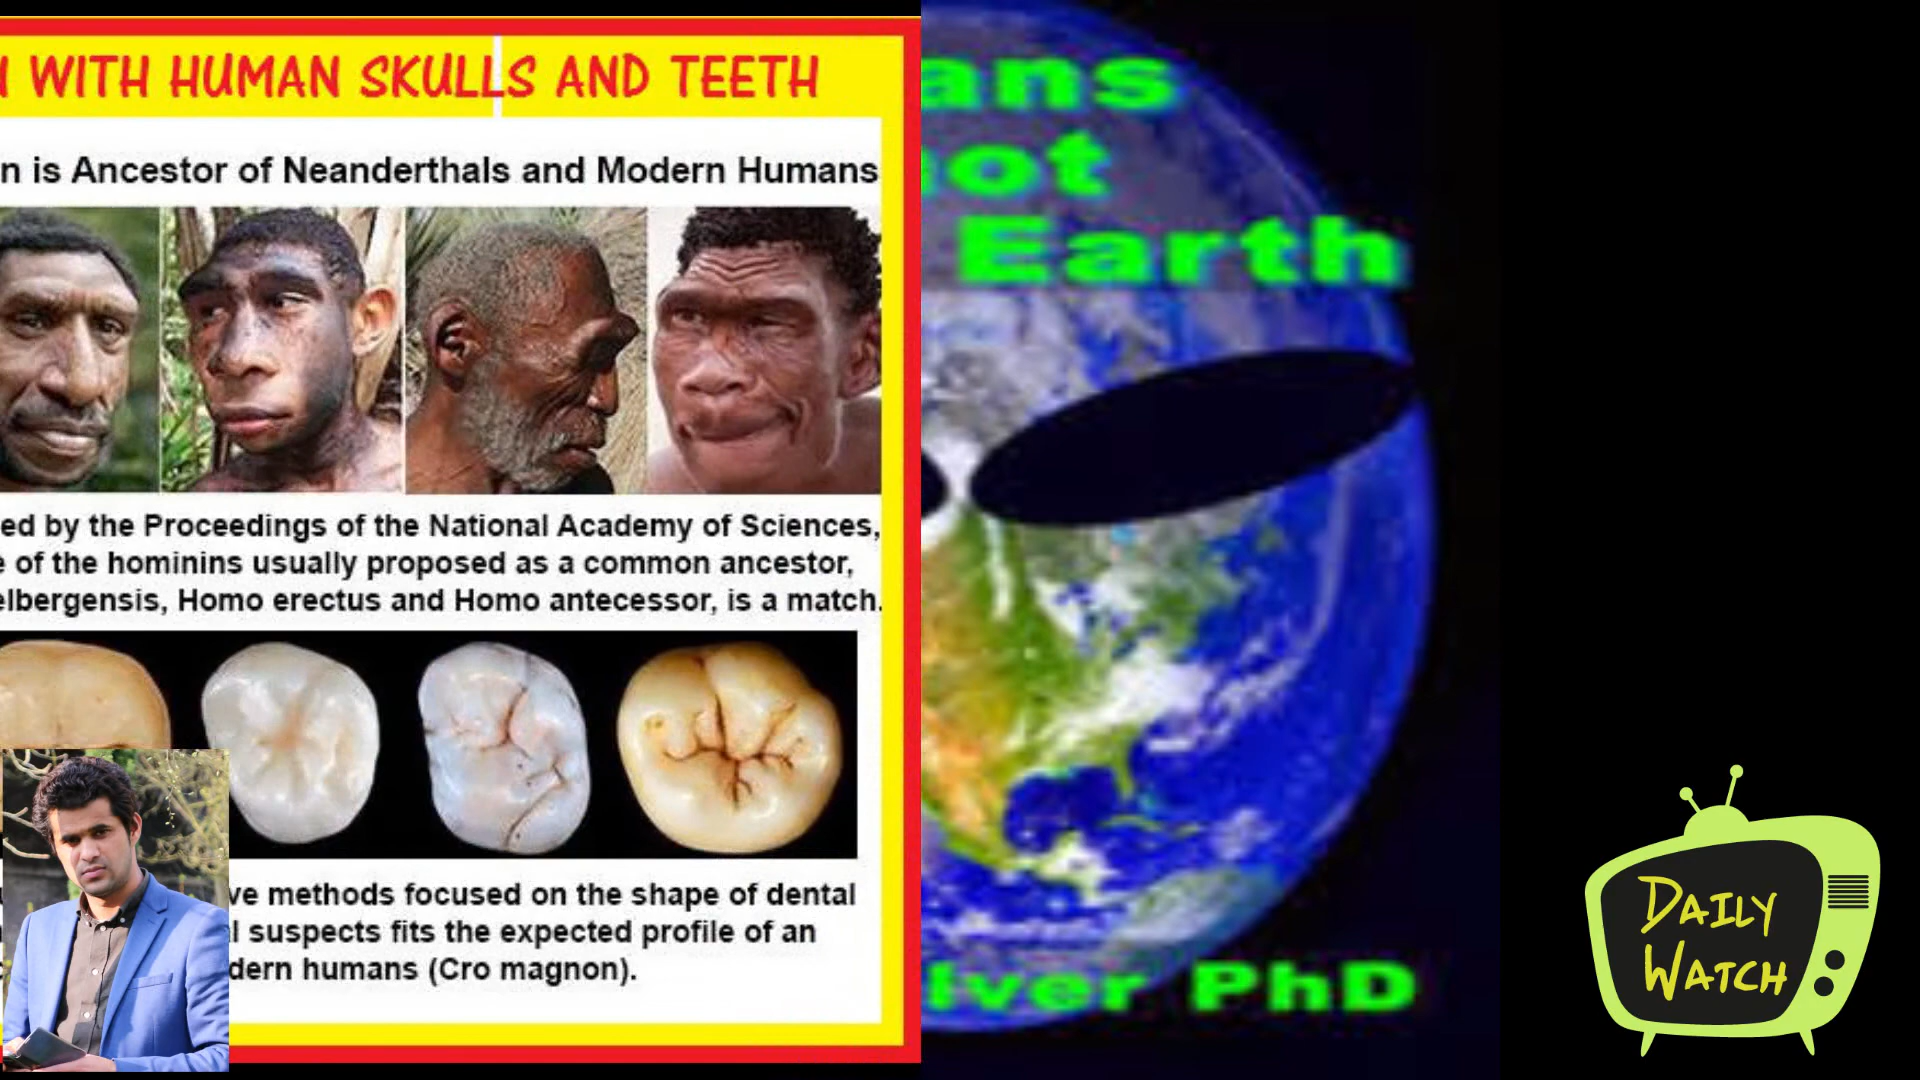 WITH HUMAN SKULLS AND TEETH
n is Ancestor of Neanderthals and Modern Humans
ed by the Proceedings of the National Academy of Sciences,
e of the hominins usually proposed as a common ancestor,
elbergensis, Homo erectus and Homo antecessor, is a match.
ve methods focused on the shape of dental
l suspects fits the expected profile of an
dern humans (Cro magnon).
ans
ot
Earth
lver PhD
DAILY
WATCH